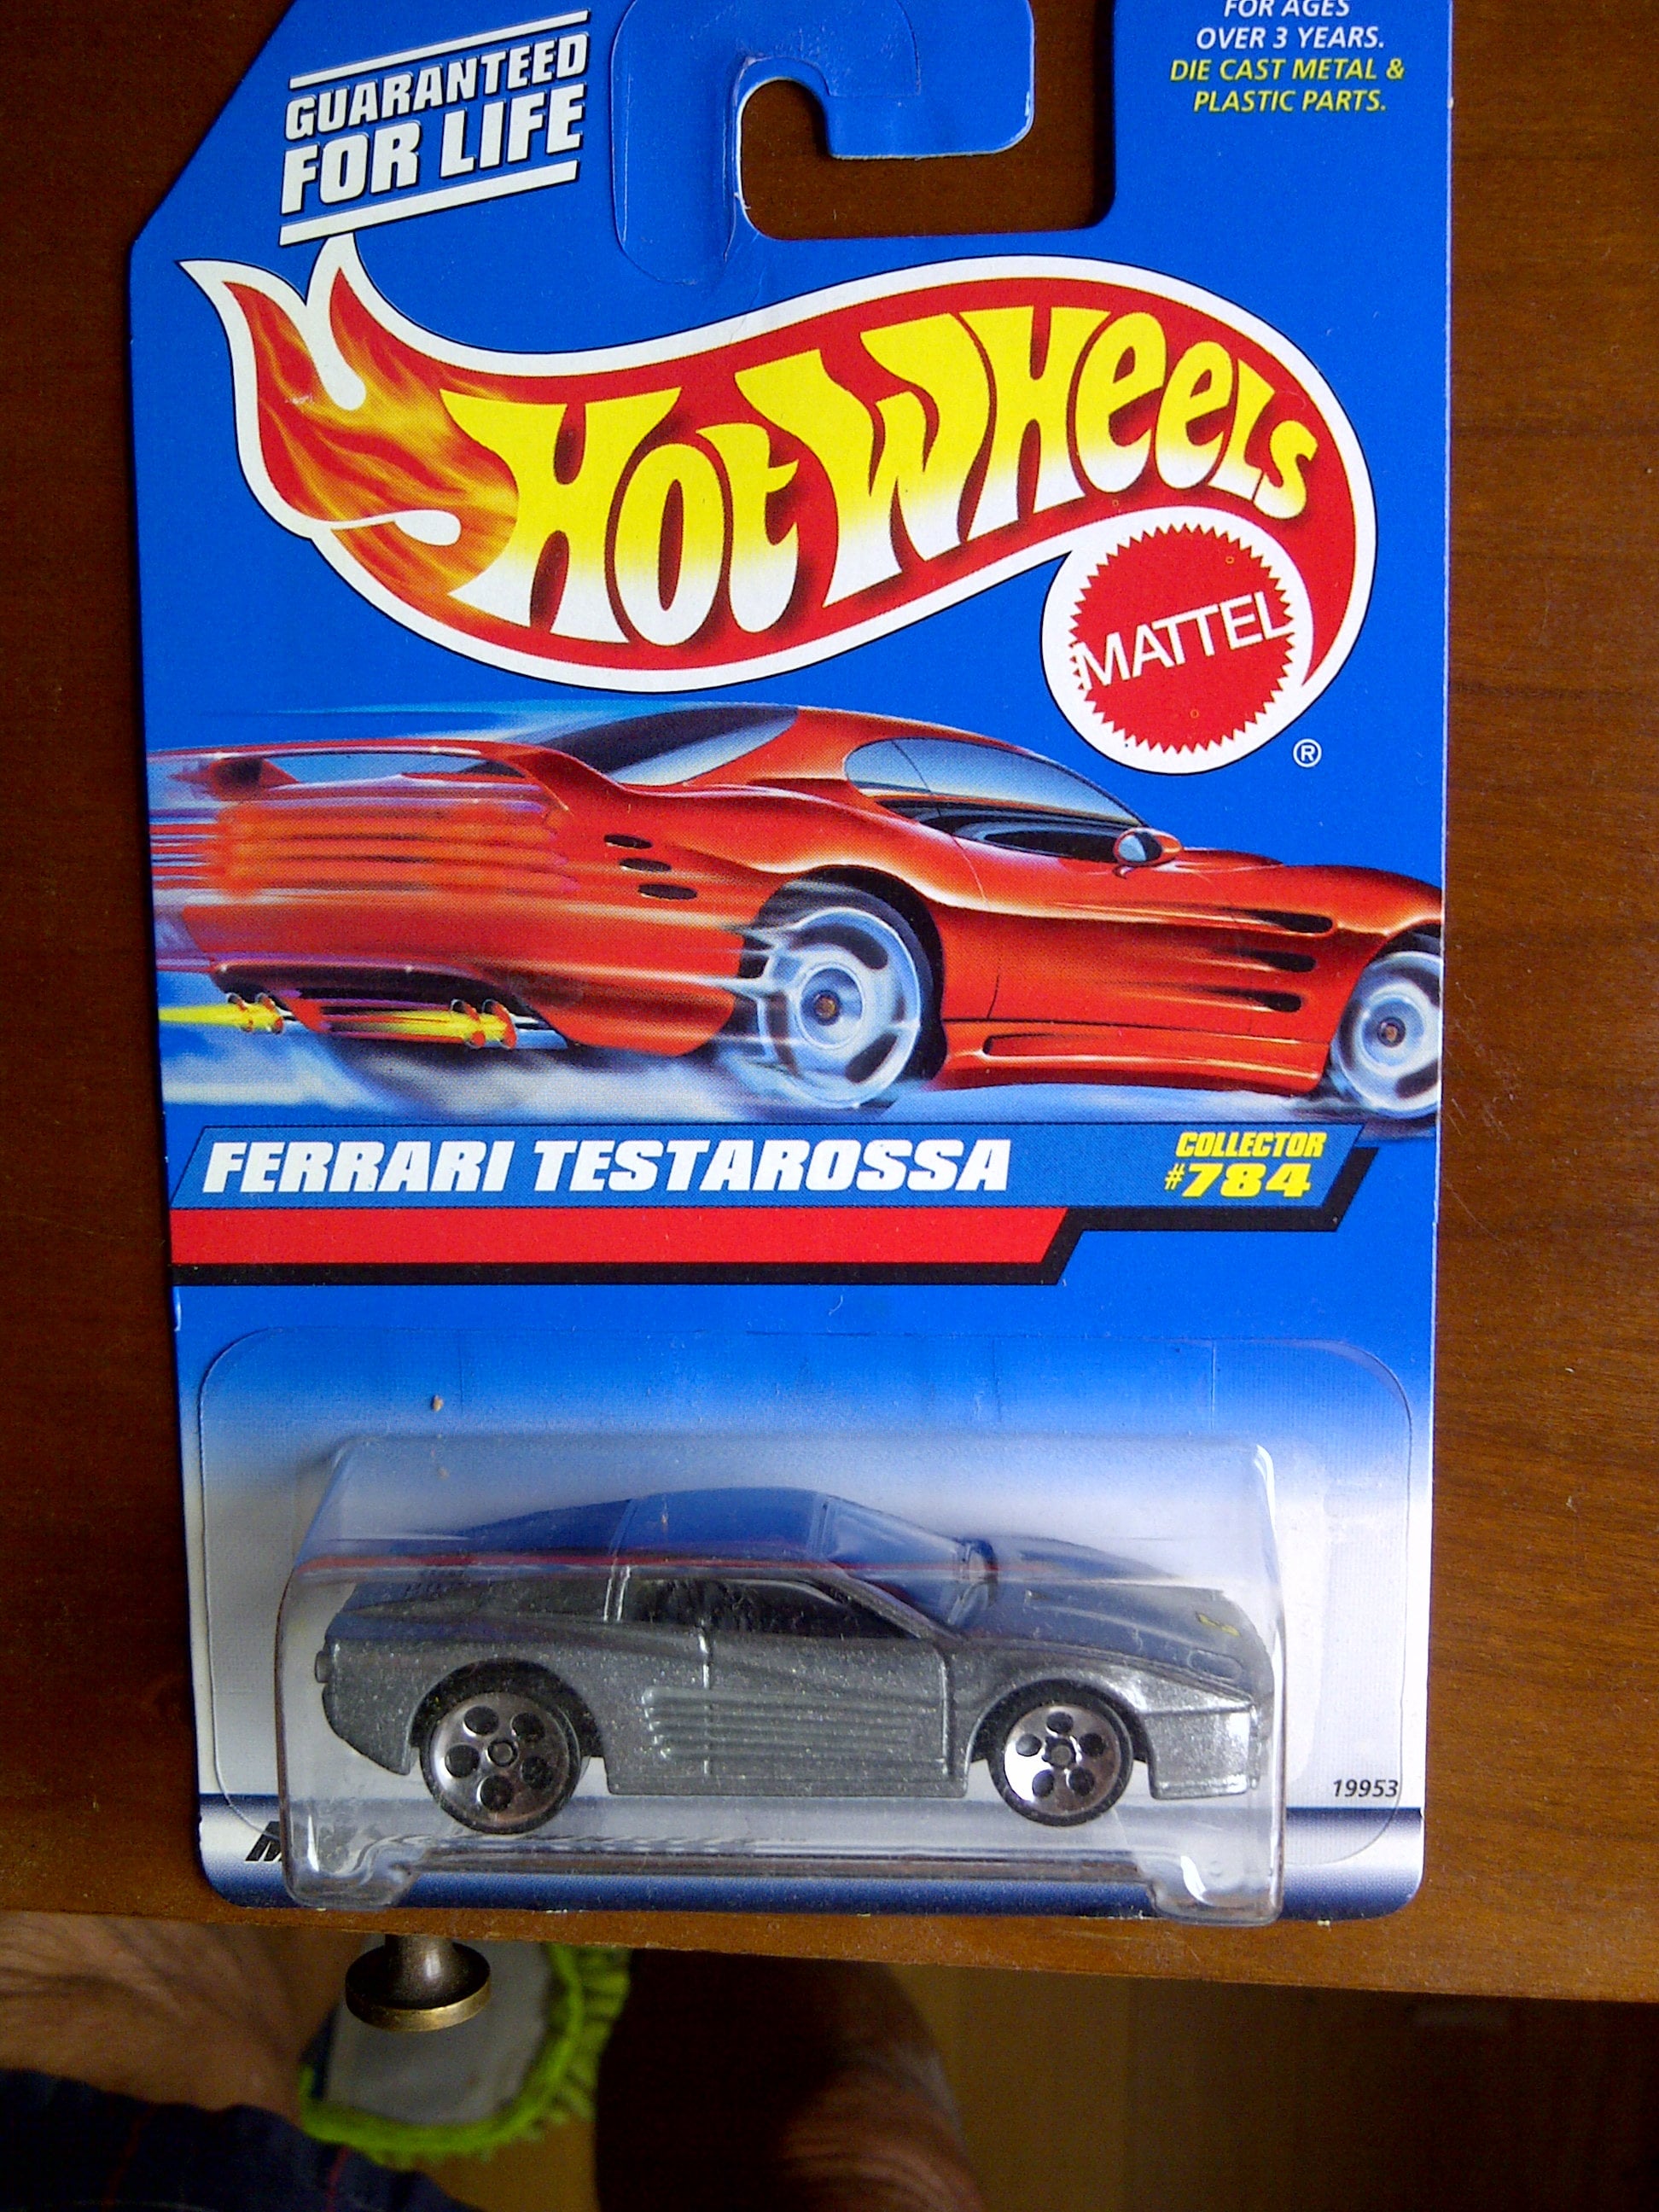 FOR AGES
OVER 3 YEARS.
DIE CAST METAL &
PLASTIC PARTS.
GUARANTEED
FOR LIFE
HOT WHEELS
MATTEL
®
FERRARI TESTAROSSA
COLLECTOR
#784
19953